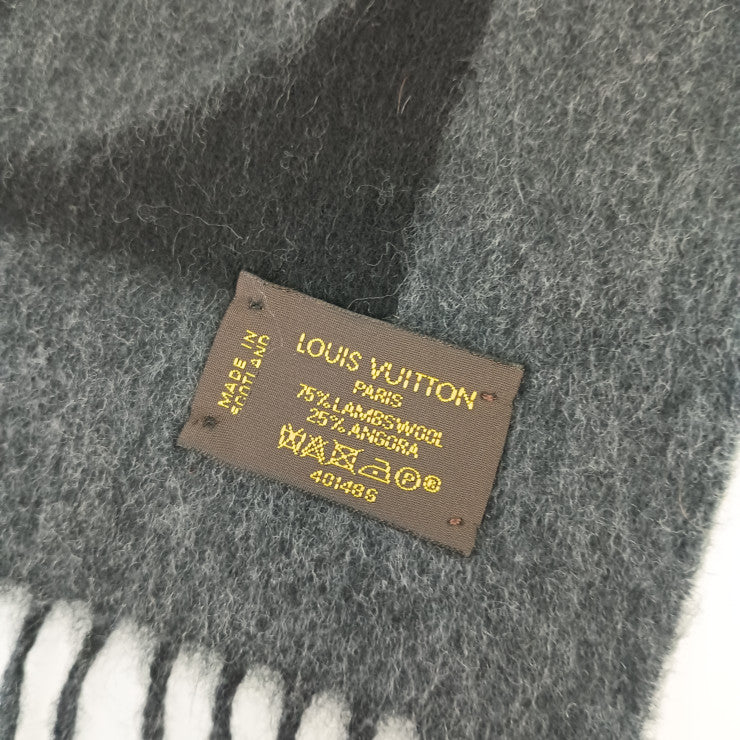 MADE IN
SCOTLAND
LOUIS VUITTON
PARIS
75%.LAMBSWOOL
25%.ANGORA
P ®
401486